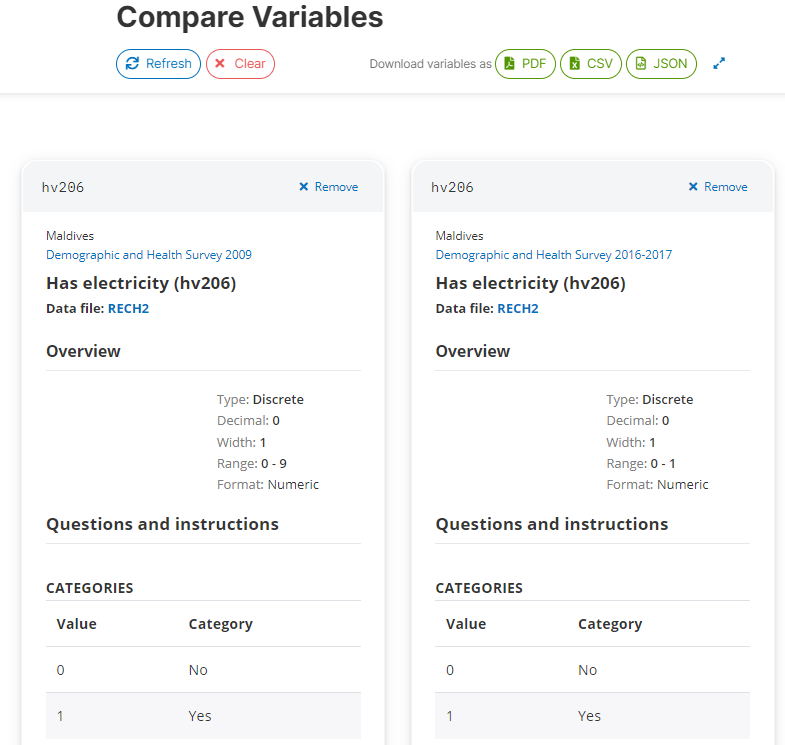 Compare Variables
Refresh Clear Download variables as PDF CSV JSON
hv206 Remove
Maldives
Demographic and Health Survey 2009
Has electricity (hv206)
Data file: RECH2
Overview
Type: Discrete
Decimal: 0
Width: 1
Range: 0 - 9
Format: Numeric
Questions and instructions
CATEGORIES
Value Category
0 No
1 Yes
hv206 Remove
Maldives
Demographic and Health Survey 2016-2017
Has electricity (hv206)
Data file: RECH2
Overview
Type: Discrete
Decimal: 0
Width: 1
Range: 0 - 1
Format: Numeric
Questions and instructions
CATEGORIES
Value Category
0 No
1 Yes